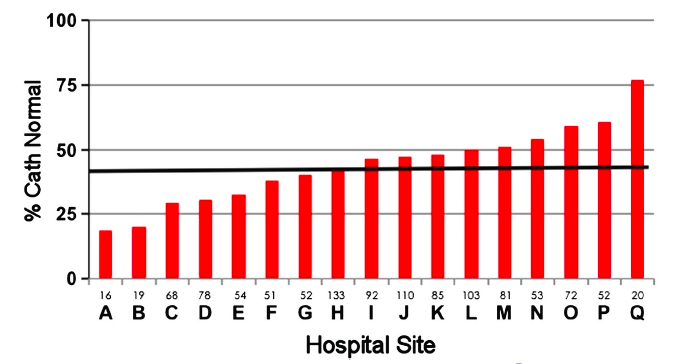 100
75
50
25
0
% Cath Normal
16 19 68 78 54 51 52 133 92 110 85 103 81 53 72 52 20
A B C D E F G H I J K L M N O P Q
Hospital Site